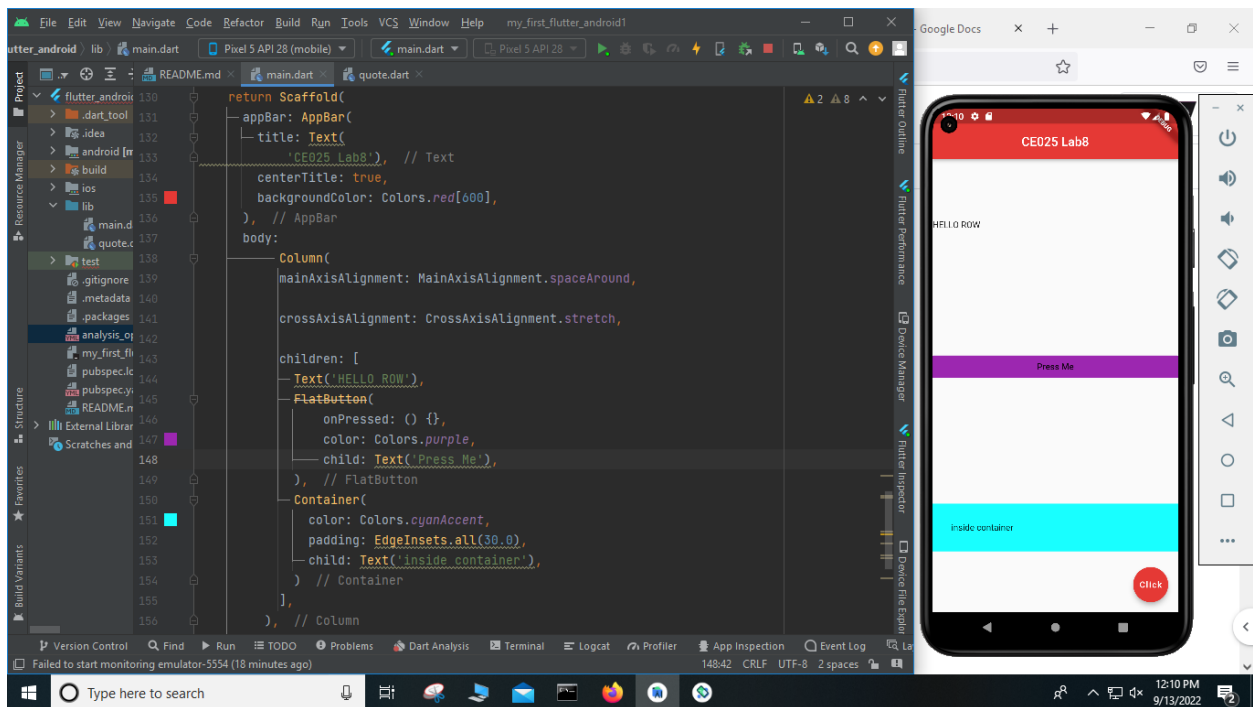 File Edit View Navigate Code Refactor Build Run Tools VCS Window Help my_first_flutter_android1
Google Docs
utter_android lib main.dart Pixel 5 API 28 (mobile) main.dart Pixel 5 API 28
README.md main.dart quote.dart
Project
Resource Manager
Structure
Favorites
Build Variants
flutter_androi
.dart_tool
.idea
android [m
build
ios
lib
main.d
quote.d
test
.gitignore
.metadata
.packages
analysis_op
my_first_fl
pubspec.lo
pubspec.ya
README.m
External Librar
Scratches and
2 8
130 return Scaffold(
131 appBar: AppBar(
132 title: Text(
133 'CE025 Lab8'), // Text
134 centerTitle: true,
135 backgroundColor: Colors.red[600],
136 ), // AppBar
137 body:
138 Column(
139 mainAxisAlignment: MainAxisAlignment.spaceAround,
140
141 crossAxisAlignment: CrossAxisAlignment.stretch,
142
143 children: [
144 Text('HELLO ROW'),
145 FlatButton(
146 onPressed: () {},
147 color: Colors.purple,
148 child: Text('Press Me'),
149 ), // FlatButton
150 Container(
151 color: Colors.cyanAccent,
152 padding: EdgeInsets.all(30.0),
153 child: Text('inside container'),
154 ) // Container
155 ],
156 ), // Column
Flutter Outline
Flutter Performance
Device Manager
Flutter Inspector
Device File Explor
:10
DEBUG
CE025 Lab8
HELLO ROW
Press Me
inside container
Click
Version Control Find Run TODO Problems Dart Analysis Terminal Logcat Profiler App Inspection Event Log La
Failed to start monitoring emulator-5554 (18 minutes ago) 148:42 CRLF UTF-8 2 spaces
Type here to search
12:10 PM
9/13/2022
2